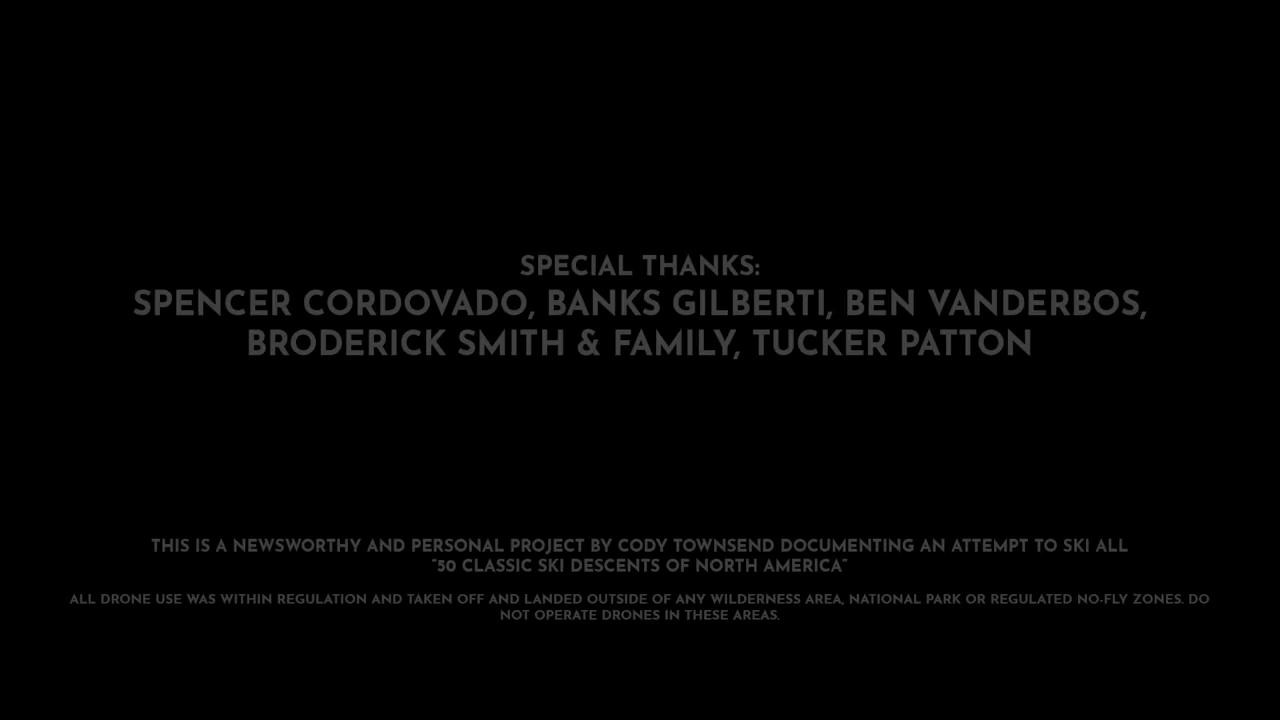 SPECIAL THANKS:
SPENCER CORDOVADO, BANKS GILBERTI, BEN VANDERBOS,
BRODERICK SMITH & FAMILY, TUCKER PATTON
THIS IS A NEWSWORTHY AND PERSONAL PROJECT BY CODY TOWNSEND DOCUMENTING AN ATTEMPT TO SKI ALL
"50 CLASSIC SKI DESCENTS OF NORTH AMERICA"
ALL DRONE USE WAS WITHIN REGULATION AND TAKEN OFF AND LANDED OUTSIDE OF ANY WILDERNESS AREA, NATIONAL PARK OR REGULATED NO-FLY ZONES. DO
NOT OPERATE DRONES IN THESE AREAS.